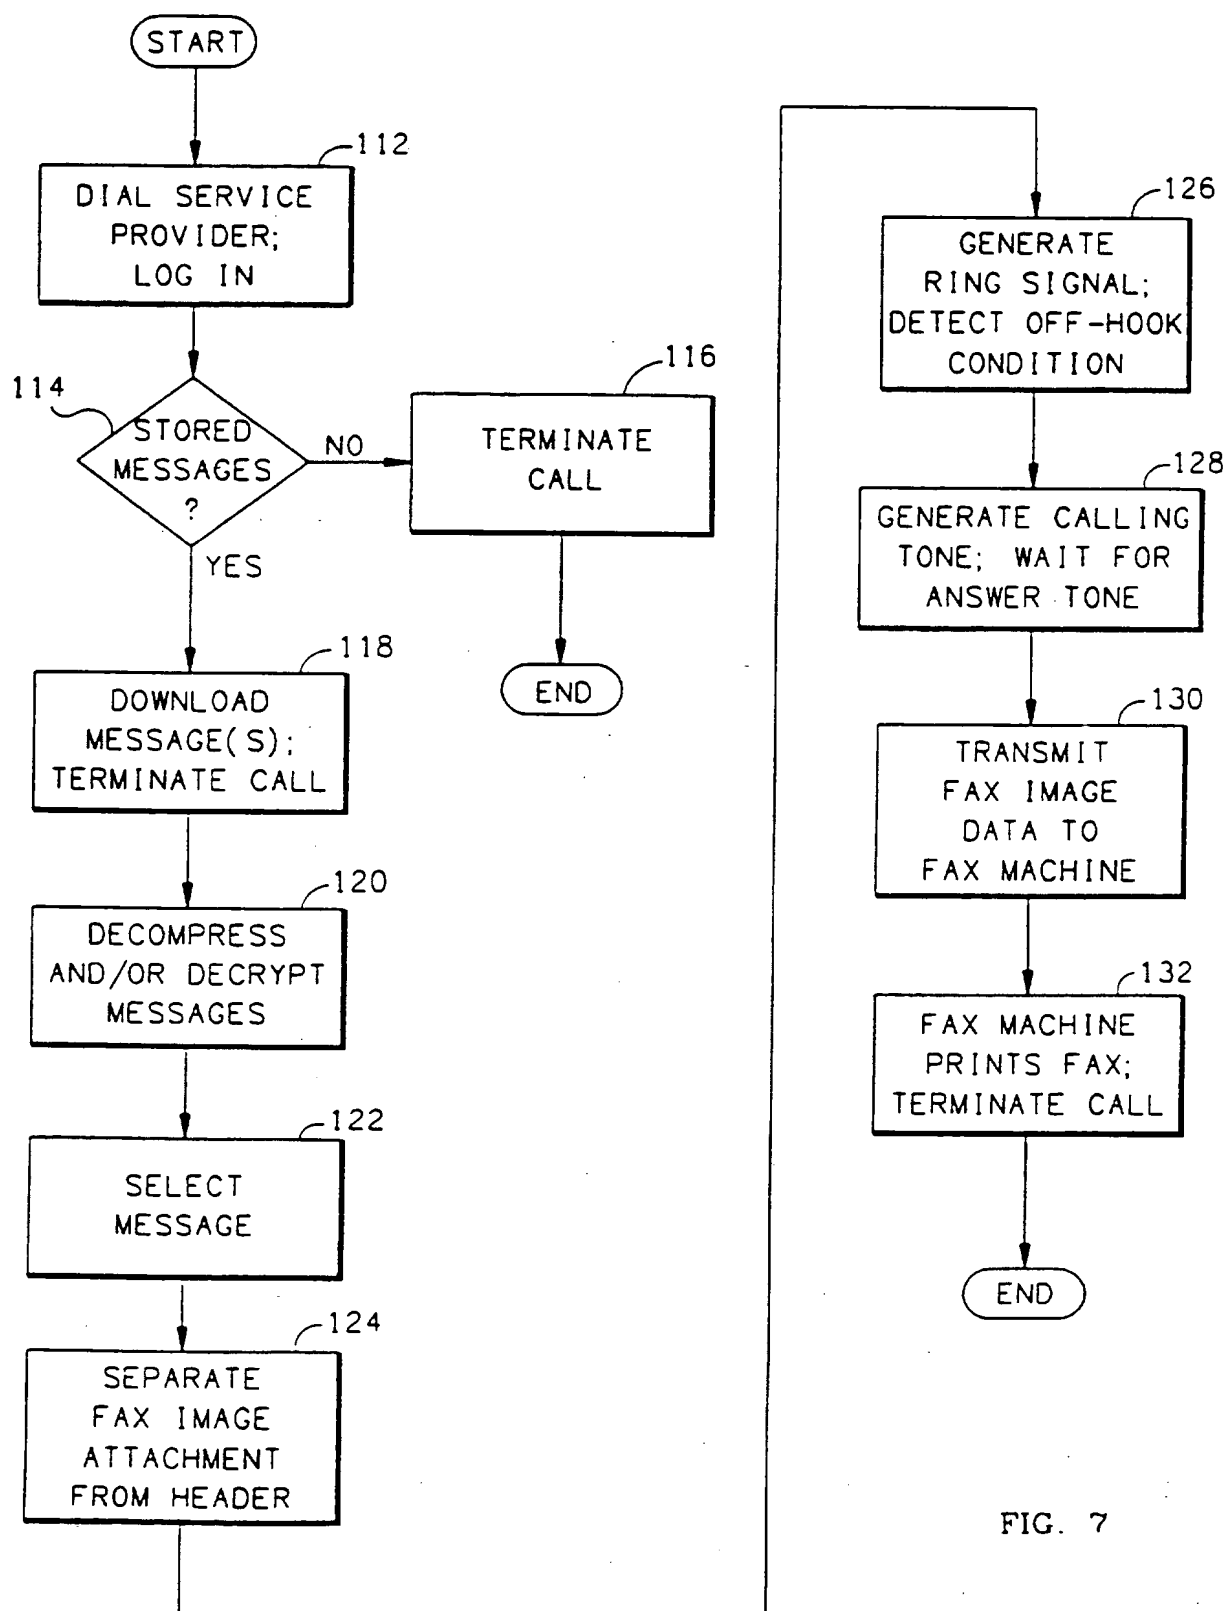 START
112
DIAL SERVICE
PROVIDER;
LOG IN
114
STORED
MESSAGES
?
NO
YES
116
TERMINATE
CALL
END
118
DOWNLOAD
MESSAGE(S);
TERMINATE CALL
120
DECOMPRESS
AND/OR DECRYPT
MESSAGES
122
SELECT
MESSAGE
124
SEPARATE
FAX IMAGE
ATTACHMENT
FROM HEADER
126
GENERATE
RING SIGNAL;
DETECT OFF-HOOK
CONDITION
128
GENERATE CALLING
TONE; WAIT FOR
ANSWER TONE
130
TRANSMIT
FAX IMAGE
DATA TO
FAX MACHINE
132
FAX MACHINE
PRINTS FAX;
TERMINATE CALL
END
FIG. 7